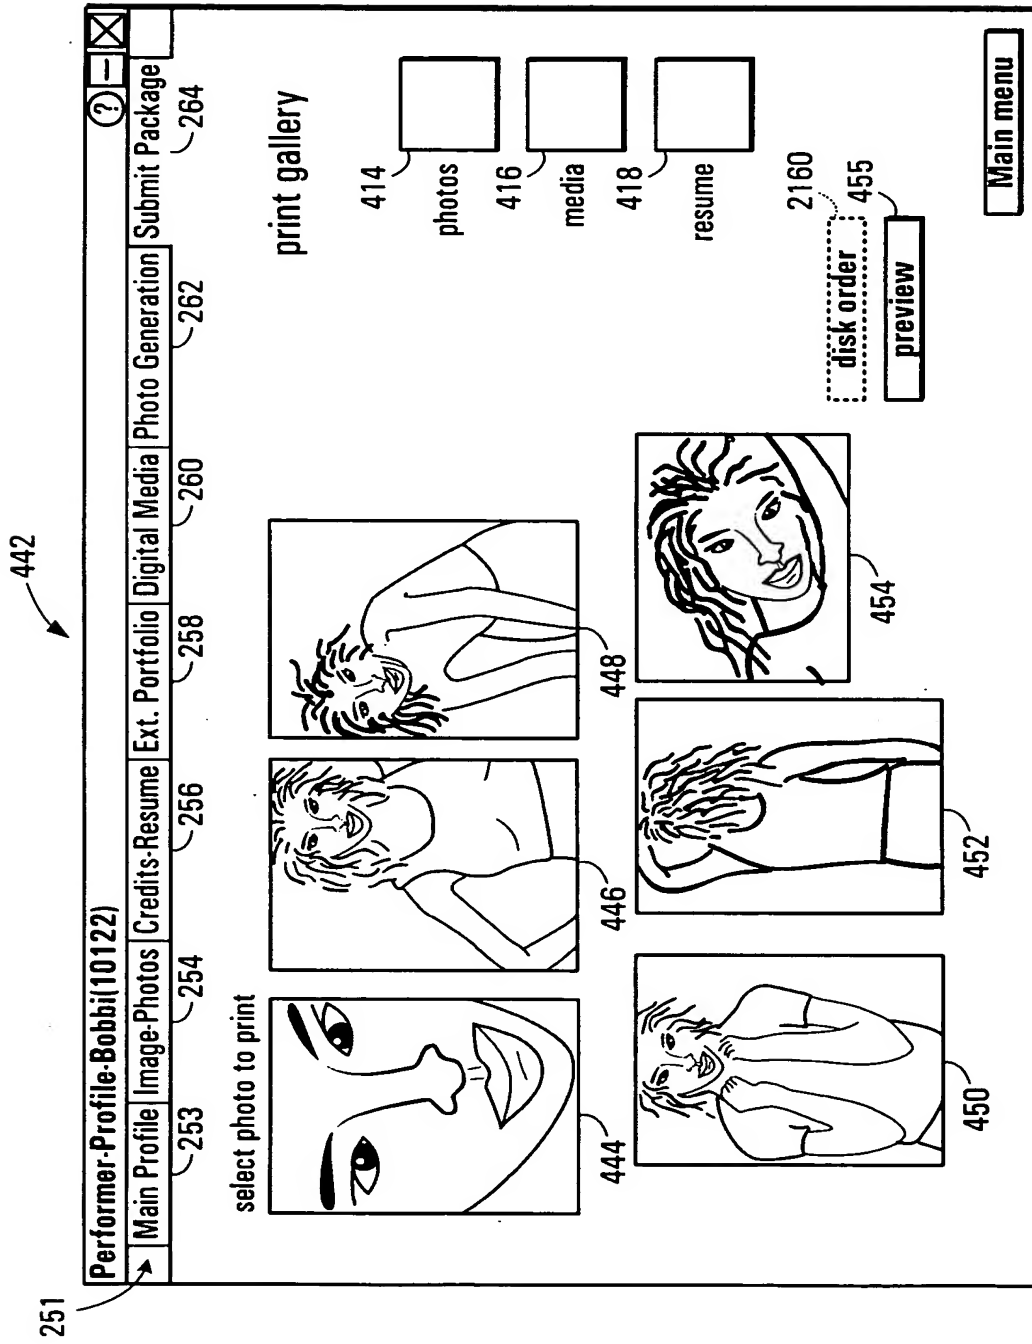 442
251
Performer-Profile-Bobbi(10122)
?
Main Profile Image-Photos Credits-Resume Ext. Portfolio Digital Media Photo Generation Submit Package
253 254 256 258 260 262 264
select photo to print
print gallery
444 446 448
450 452 454
414
photos
416
media
418
resume
2160
disk order
455
preview
Main menu